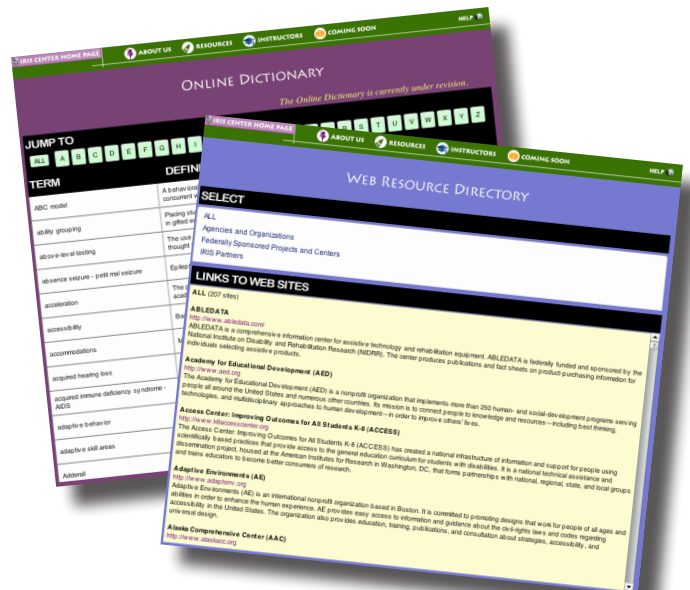 IRIS CENTER HOME PAGE
ABOUT US
RESOURCES
INSTRUCTORS
COMING SOON
HELP
ONLINE DICTIONARY
The Online Dictionary is currently under revision.
JUMP TO
ALL A B C D E F G H I S T U V W X Y Z
TERM
ABC model
A behaviora
concurrent
ability grouping
Placing stu
in gifted e
above-level testing
The use
thought
absence seizure - petit mal seizure
Epilep
acceleration
acad
accessibility
accommodations
acquired hearing loss
acquired immune deficiency syndrome -
AIDS
adaptive behavior
adaptive skill areas
Adderall
IRIS CENTER HOME PAGE
ABOUT US
RESOURCES
INSTRUCTORS
COMING SOON
HELP
WEB RESOURCE DIRECTORY
SELECT
ALL
Agencies and Organizations
Federally Sponsored Projects and Centers
IRIS Partners
LINKS TO WEB SITES
ALL (207 sites)
ABLEDATA
http://www.abledata.com/
ABLEDATA is a comprehensive information center for assistive technology and rehabilitation equipment. ABLEDATA is federally funded and sponsored by the
National Institute on Disability and Rehabilitation Research (NIDRR). The center produces publications and fact sheets on product-purchasing information for
individuals selecting assistive products.
Academy for Educational Development (AED)
http://www.aed.org
The Academy for Educational Development (AED) is a nonprofit organization that implements more than 250 human- and social-development programs serving
people all around the United States and numerous other countries. Its mission is to connect people to knowledge and resources—including best thinking,
technologies, and multidisciplinary approaches to human development—in order to improve others' lives.
Access Center: Improving Outcomes for All Students K-8 (ACCESS)
http://www.k8accesscenter.org
The Access Center: Improving Outcomes for All Students K-8 (ACCESS) has created a national infrastructure of information and support for people using
scientifically based practices that provide access to the general education curriculum for students with disabilities. It is a national technical assistance and
dissemination project, housed at the American Institutes for Research in Washington, DC, that forms partnerships with national, regional, state, and local groups
and trains educators to become better consumers of research.
Adaptive Environments (AE)
http://www.adaptenv.org
Adaptive Environments (AE) is an international nonprofit organization based in Boston. It is committed to promoting designs that work for people of all ages and
abilities in order to enhance the human experience. AE provides easy access to information and guidance about the civil-rights laws and codes regarding
accessibility in the United States. The organization also provides education, training, publications, and consultation about strategies, accessibility, and
universal design.
Alaska Comprehensive Center (AAC)
http://www.alaskacc.org